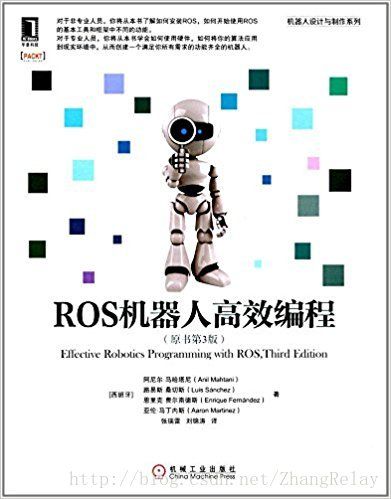 机器人设计与制作系列
华章科技
PACKT
对于非专业人员，你将从本书了解如何安装ROS，如何开始使用ROS
的基本工具和框架中不同的功能。
对于专业人员，你将从本书学会如何使用硬件，如何将你的算法应用
到现实环境中，从而创建一个满足你所有需求的功能齐全的机器人。
ROS机器人高效编程
（原书第3版）
Effective Robotics Programming with ROS,Third Edition
[西班牙]
阿尼尔·马哈塔尼（Anil Mahtani）
路易斯·桑切斯（Luis Sánchez）
恩里克·费尔南德斯（Enrique Fernández）
亚伦·马丁内斯（Aaron Martinez）
著
张瑞雷 刘锦涛 译
机械工业出版社
China Machine Press
http://blog.csdn.net/ZhangRelay